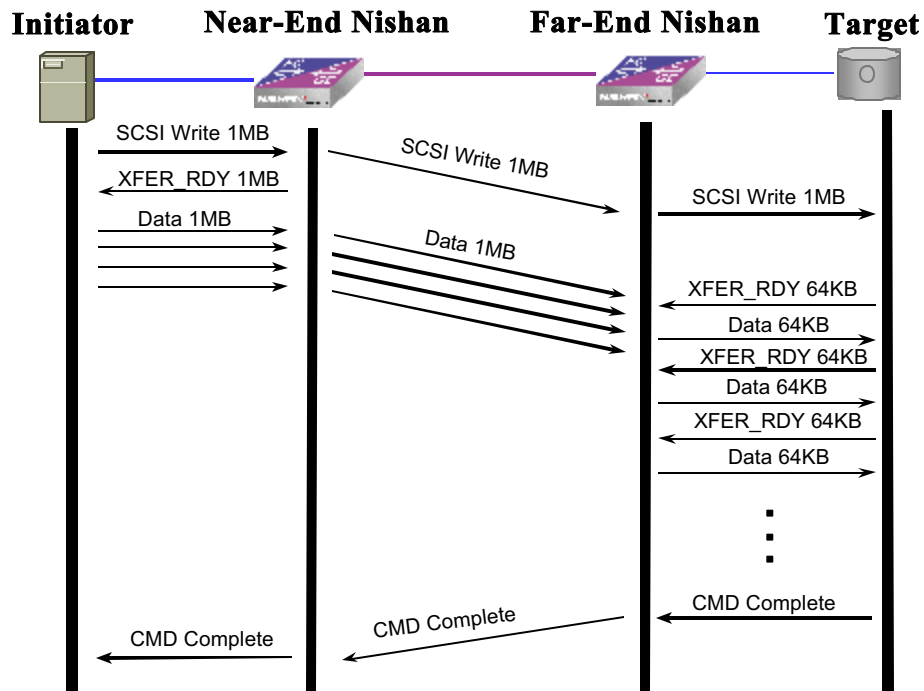 Initiator
Near-End Nishan
Far-End Nishan
Target
SCSI Write 1MB
SCSI Write 1MB
XFER_RDY 1MB
SCSI Write 1MB
Data 1MB
Data 1MB
XFER_RDY 64KB
Data 64KB
XFER_RDY 64KB
Data 64KB
XFER_RDY 64KB
Data 64KB
CMD Complete
CMD Complete
CMD Complete